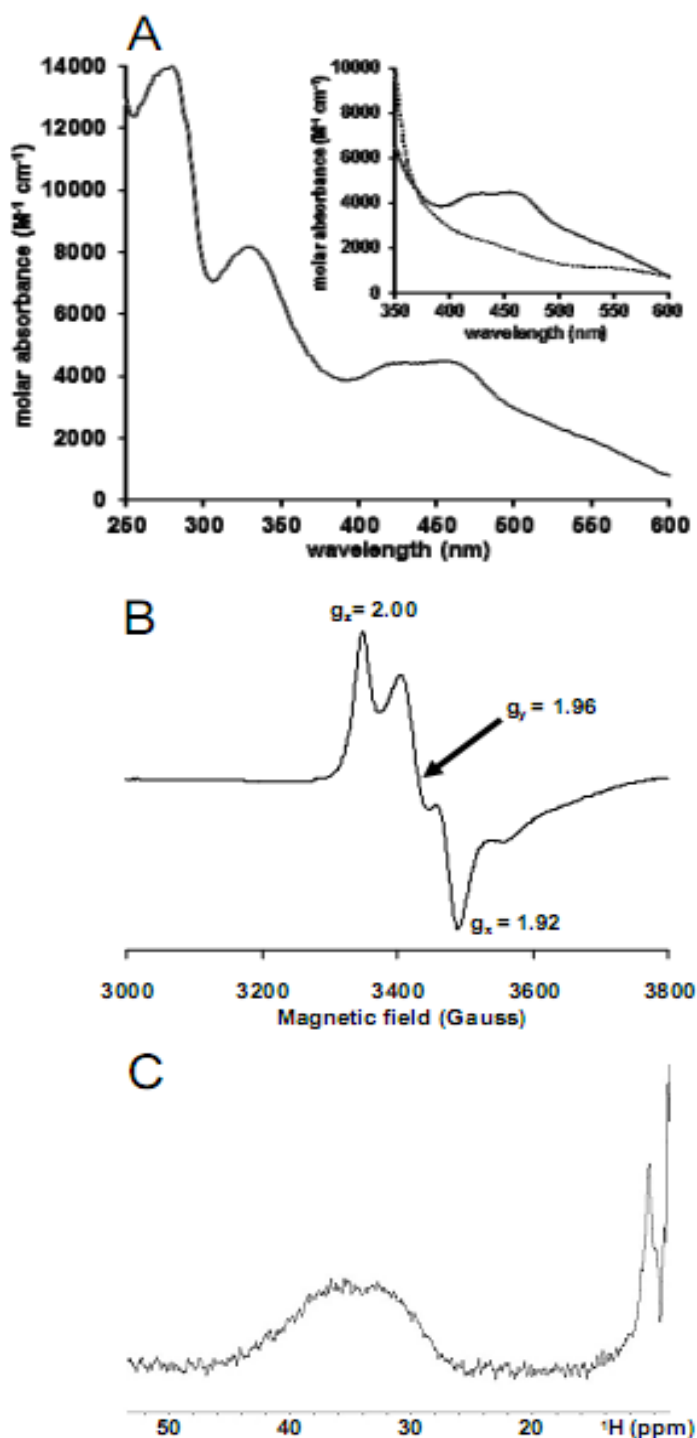 A
molar absorbance (M⁻¹ cm⁻¹)
14000
12000
10000
8000
6000
4000
2000
0
250 300 350 400 450 500 550 600
wavelength (nm)
molar absorbance (M⁻¹ cm⁻¹)
10000
8000
6000
4000
2000
0
350 400 450 500 550 600
wavelength (nm)
B
g_z= 2.00
g_y = 1.96
g_x = 1.92
3000 3200 3400 3600 3800
Magnetic field (Gauss)
C
50 40 30 20 ¹H (ppm)